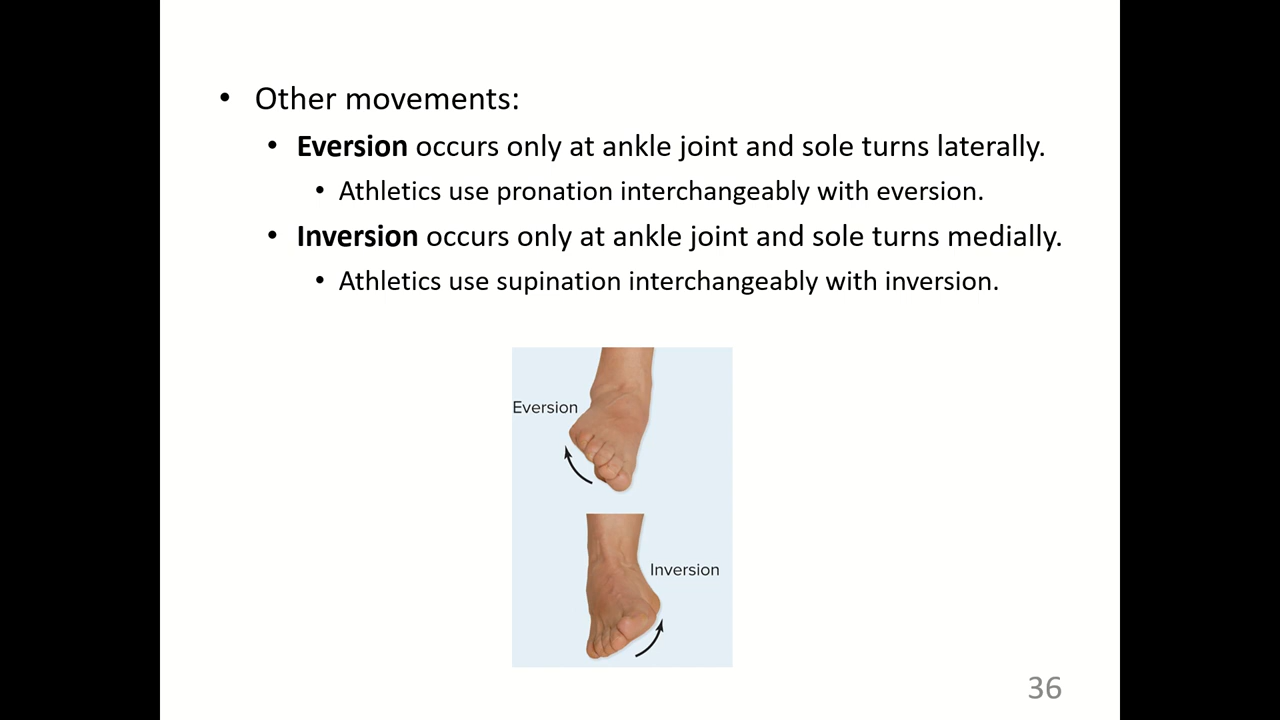 • Other movements:
• Eversion occurs only at ankle joint and sole turns laterally.
• Athletics use pronation interchangeably with eversion.
• Inversion occurs only at ankle joint and sole turns medially.
• Athletics use supination interchangeably with inversion.
Eversion
Inversion
36